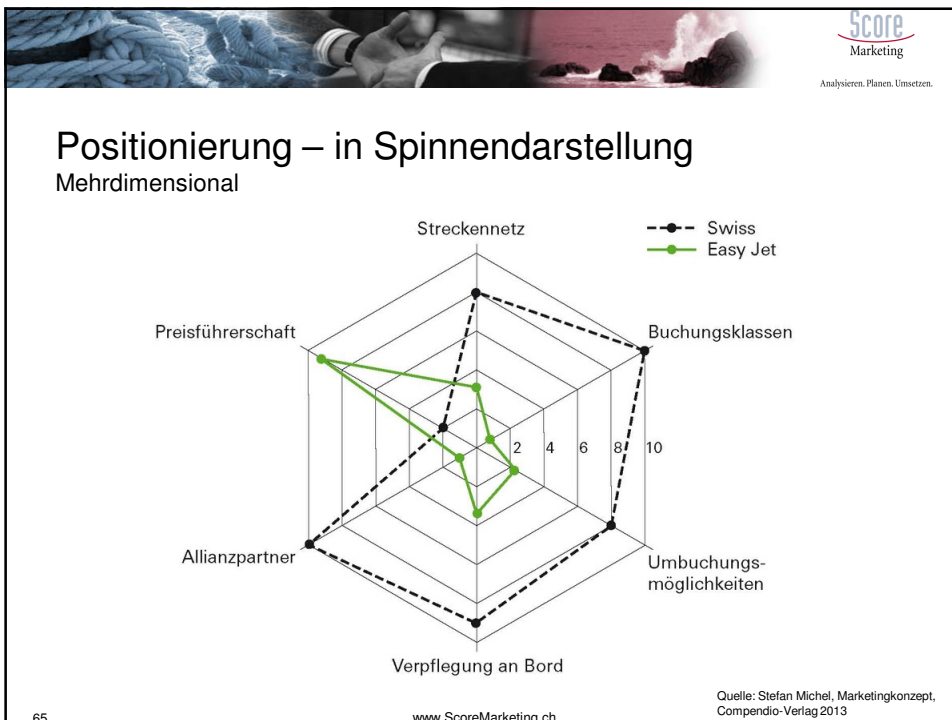 Score
Marketing
Analysieren. Planen. Umsetzen.
Positionierung – in Spinnendarstellung
Mehrdimensional
Streckennetz
Swiss
Easy Jet
Preisführerschaft
Buchungsklassen
2 4 6 8 10
Allianzpartner
Umbuchungs-
möglichkeiten
Verpflegung an Bord
Quelle: Stefan Michel, Marketingkonzept,
Compendio-Verlag 2013
65
www.ScoreMarketing.ch